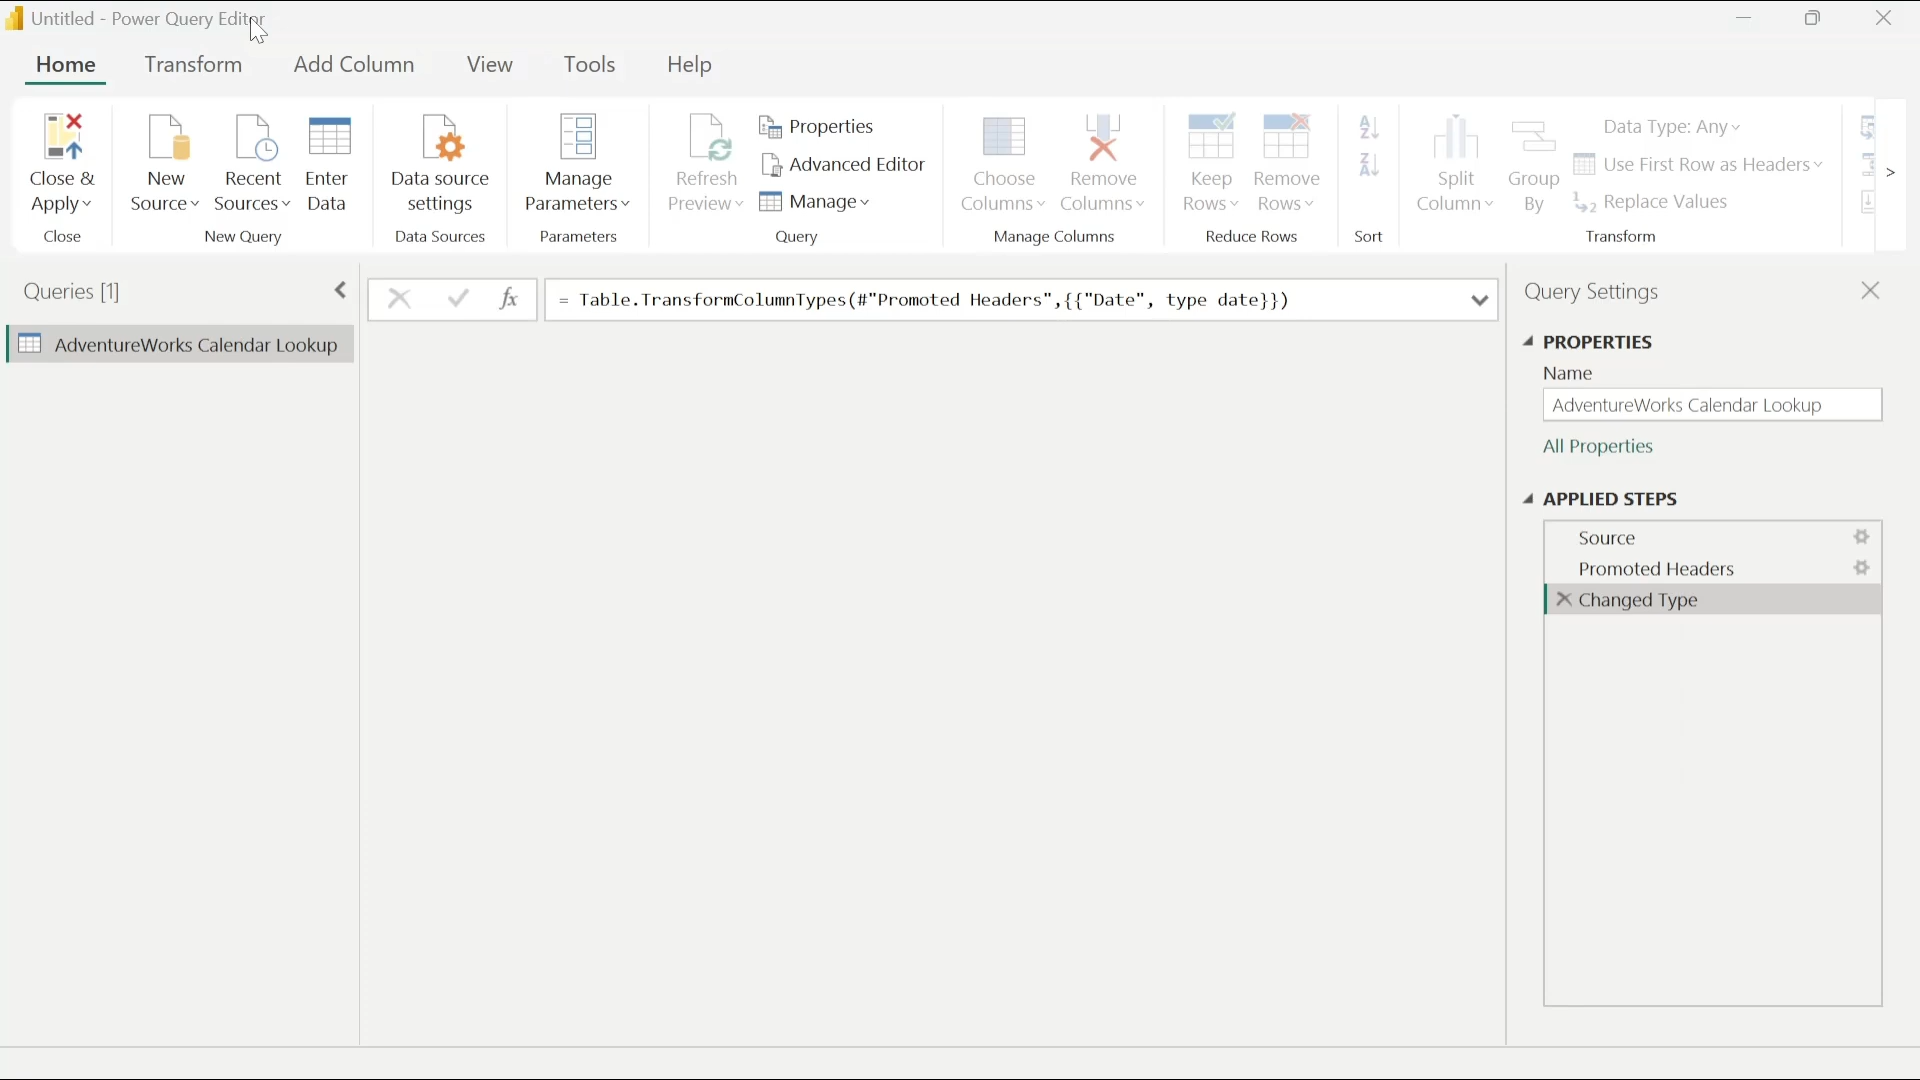 Untitled - Power Query Editor
Home Transform Add Column View Tools Help
Close & Apply
New Source
Recent Sources
Enter Data
Data source settings
Manage Parameters
Refresh Preview
Properties
Advanced Editor
Manage
Choose Columns
Remove Columns
Keep Rows
Remove Rows
Split Column
Group By
Data Type: Any
Use First Row as Headers
Replace Values
Close New Query Data Sources Parameters Query Manage Columns Reduce Rows Sort Transform
Queries [1]
AdventureWorks Calendar Lookup
fx
= Table.TransformColumnTypes(#"Promoted Headers",{{"Date", type date}})
Query Settings
PROPERTIES
Name
AdventureWorks Calendar Lookup
All Properties
APPLIED STEPS
Source
Promoted Headers
Changed Type